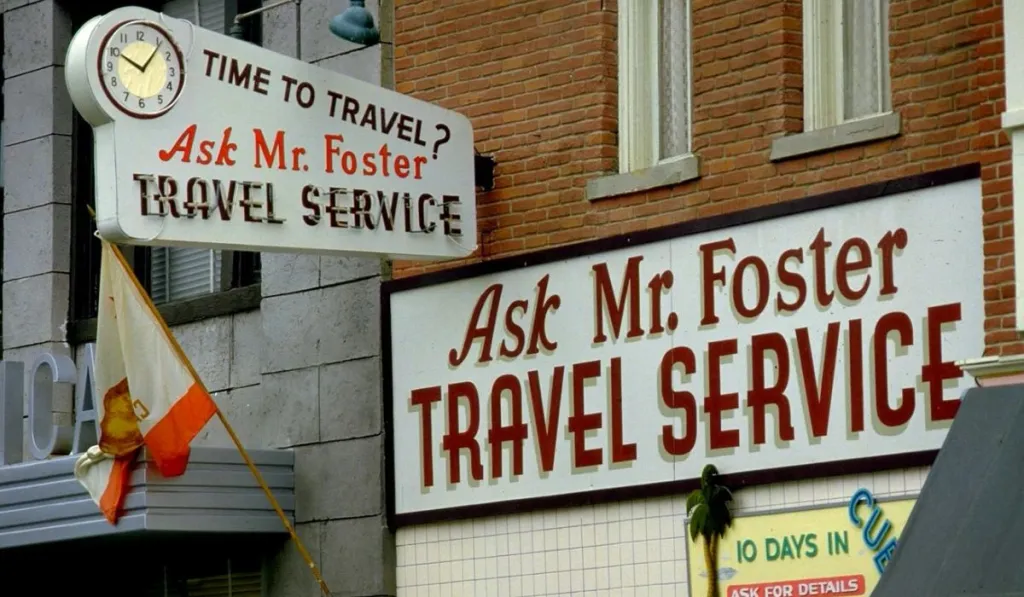 TIME TO TRAVEL?
Ask Mr. Foster
TRAVEL SERVICE
Ask Mr. Foster
TRAVEL SERVICE
10 DAYS IN
ASK FOR DETAILS